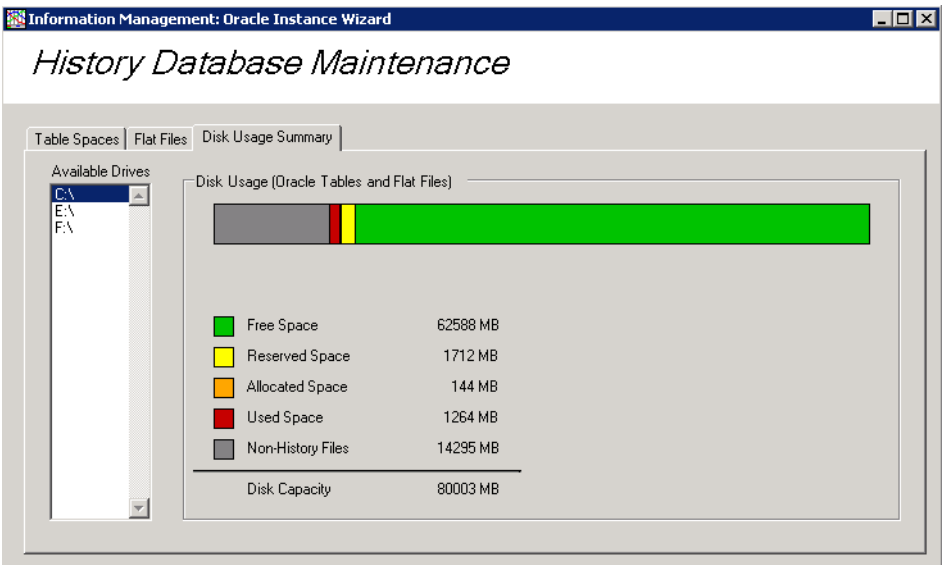 Information Management: Oracle Instance Wizard
History Database Maintenance
Table Spaces Flat Files Disk Usage Summary
Available Drives
C:\
E:\
F:\
Disk Usage (Oracle Tables and Flat Files)
Free Space 62588 MB
Reserved Space 1712 MB
Allocated Space 144 MB
Used Space 1264 MB
Non-History Files 14295 MB
Disk Capacity 80003 MB